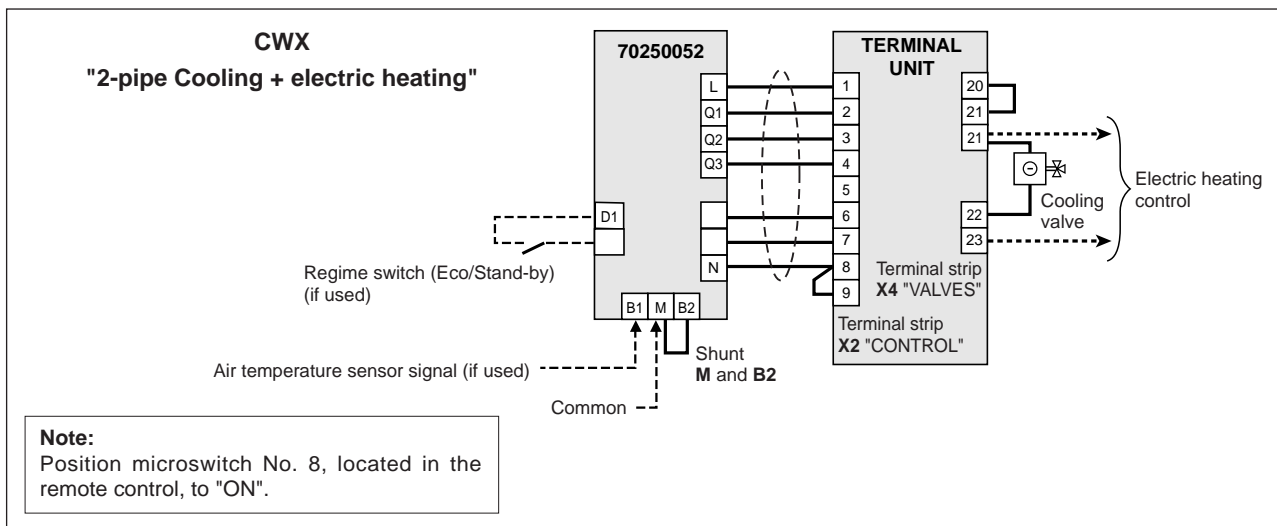 CWX
"2-pipe Cooling + electric heating"
70250052
L
Q1
Q2
Q3
N
D1
B1 M B2
Regime switch (Eco/Stand-by)
(if used)
Air temperature sensor signal (if used)
Common
Shunt
M and B2
TERMINAL
UNIT
1
2
3
4
5
6
7
8
9
20
21
21
22
23
Terminal strip
X4 "VALVES"
Terminal strip
X2 "CONTROL"
Cooling
valve
Electric heating
control
Note:
Position microswitch No. 8, located in the
remote control, to "ON".